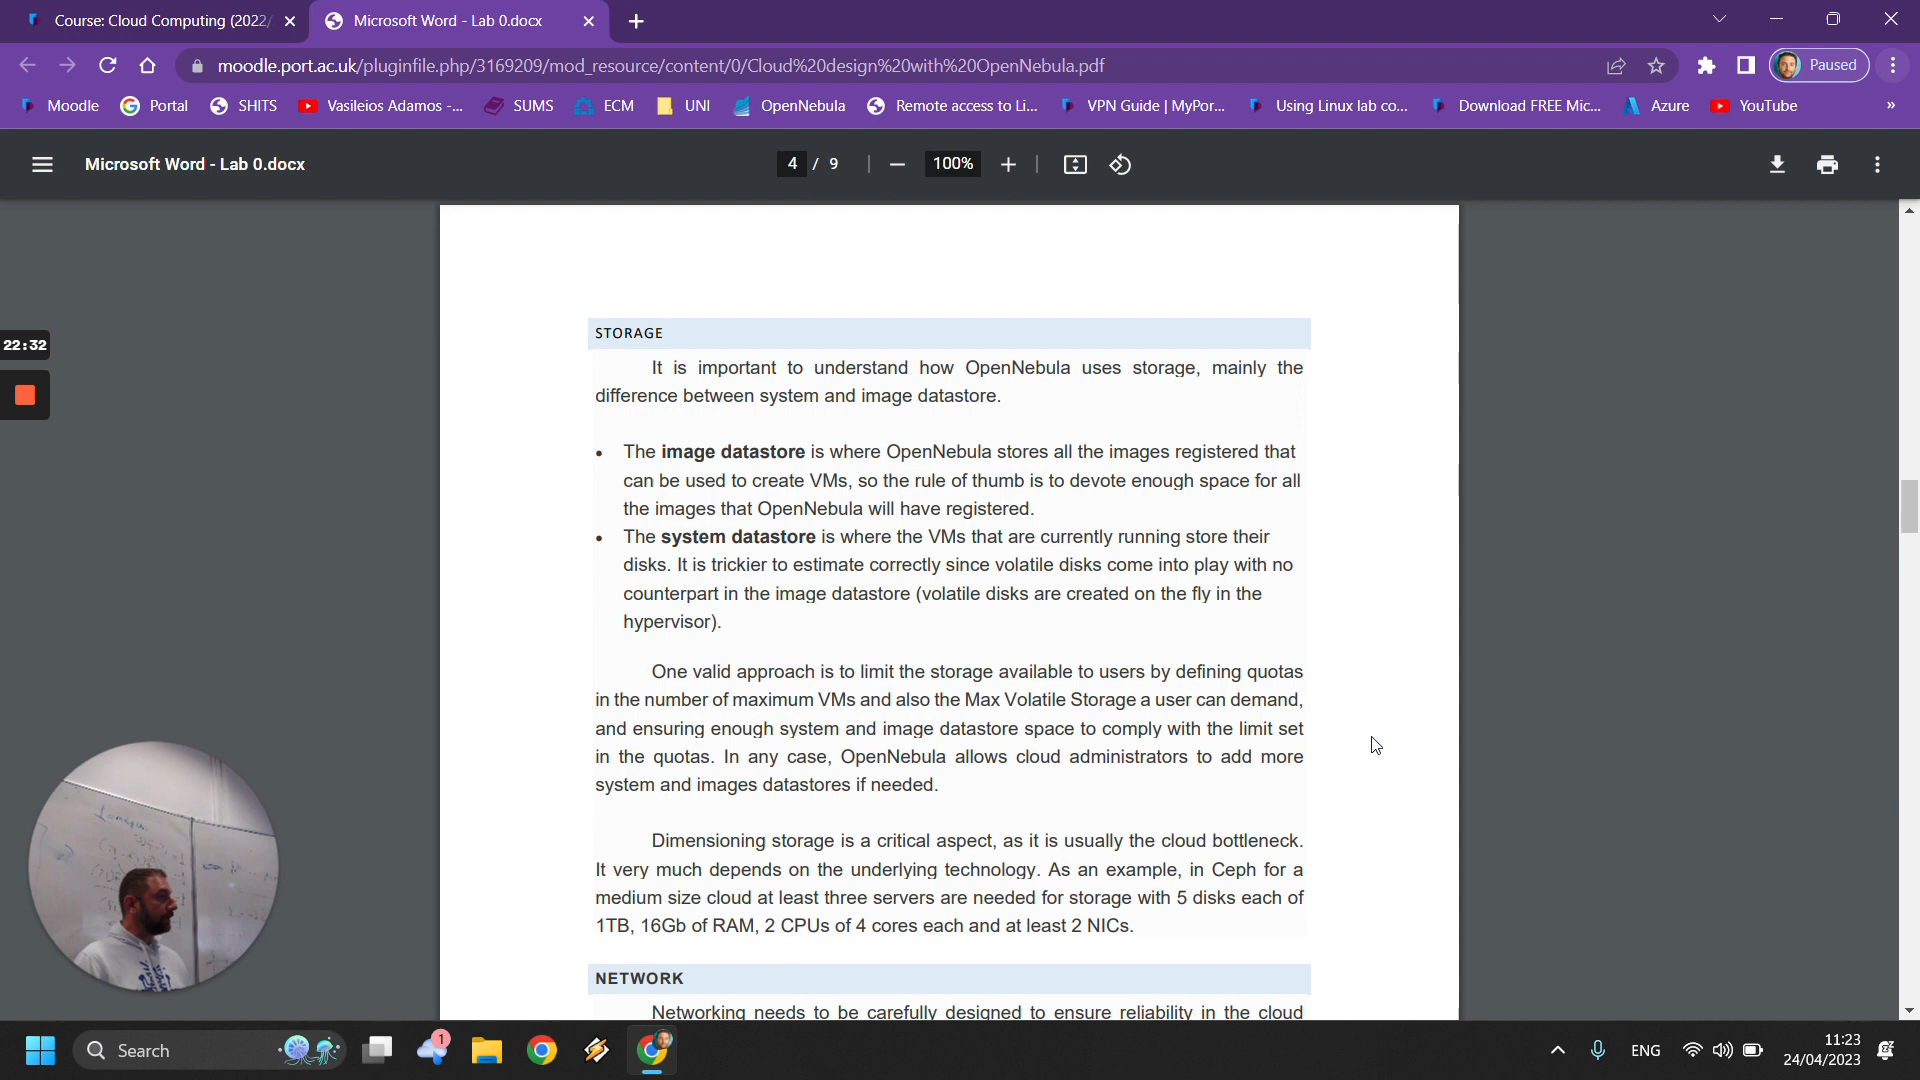 Course: Cloud Computing (2022/
Microsoft Word - Lab 0.docx
moodle.port.ac.uk/pluginfile.php/3169209/mod_resource/content/0/Cloud%20design%20with%20OpenNebula.pdf
Paused
Moodle
Portal
SHITS
Vasileios Adamos -...
SUMS
ECM
UNI
OpenNebula
Remote access to Li...
VPN Guide | MyPor...
Using Linux lab co...
Download FREE Mic...
Azure
YouTube
»
Microsoft Word - Lab 0.docx
4 / 9
100%
22:32
STORAGE
It is important to understand how OpenNebula uses storage, mainly the
difference between system and image datastore.
• The image datastore is where OpenNebula stores all the images registered that
can be used to create VMs, so the rule of thumb is to devote enough space for all
the images that OpenNebula will have registered.
• The system datastore is where the VMs that are currently running store their
disks. It is trickier to estimate correctly since volatile disks come into play with no
counterpart in the image datastore (volatile disks are created on the fly in the
hypervisor).
One valid approach is to limit the storage available to users by defining quotas
in the number of maximum VMs and also the Max Volatile Storage a user can demand,
and ensuring enough system and image datastore space to comply with the limit set
in the quotas. In any case, OpenNebula allows cloud administrators to add more
system and images datastores if needed.
Dimensioning storage is a critical aspect, as it is usually the cloud bottleneck.
It very much depends on the underlying technology. As an example, in Ceph for a
medium size cloud at least three servers are needed for storage with 5 disks each of
1TB, 16Gb of RAM, 2 CPUs of 4 cores each and at least 2 NICs.
NETWORK
Networking needs to be carefully designed to ensure reliability in the cloud
Search
1
ENG
11:23
24/04/2023